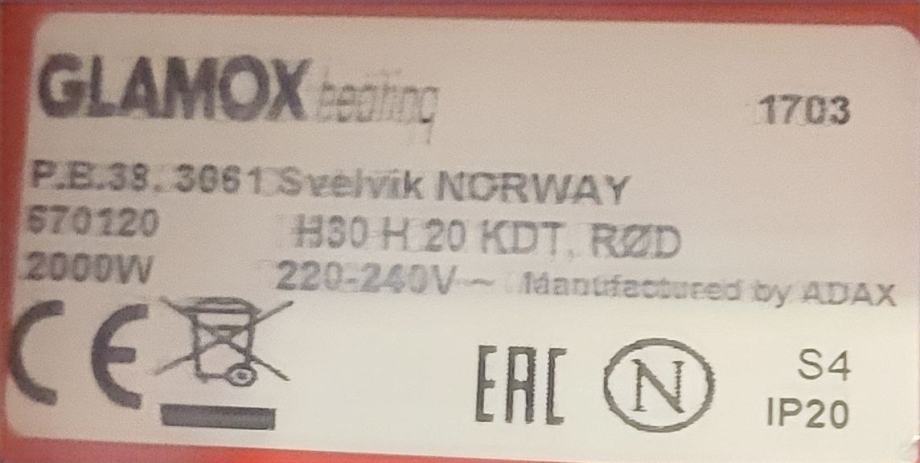 GLAMOX heating 1703
P.B.38, 3061 Svelvik NORWAY
670120 H30 H 20 KDT, RØD
2000W 220-240V~ Manufactured by ADAX
CE EAC N S4
IP20